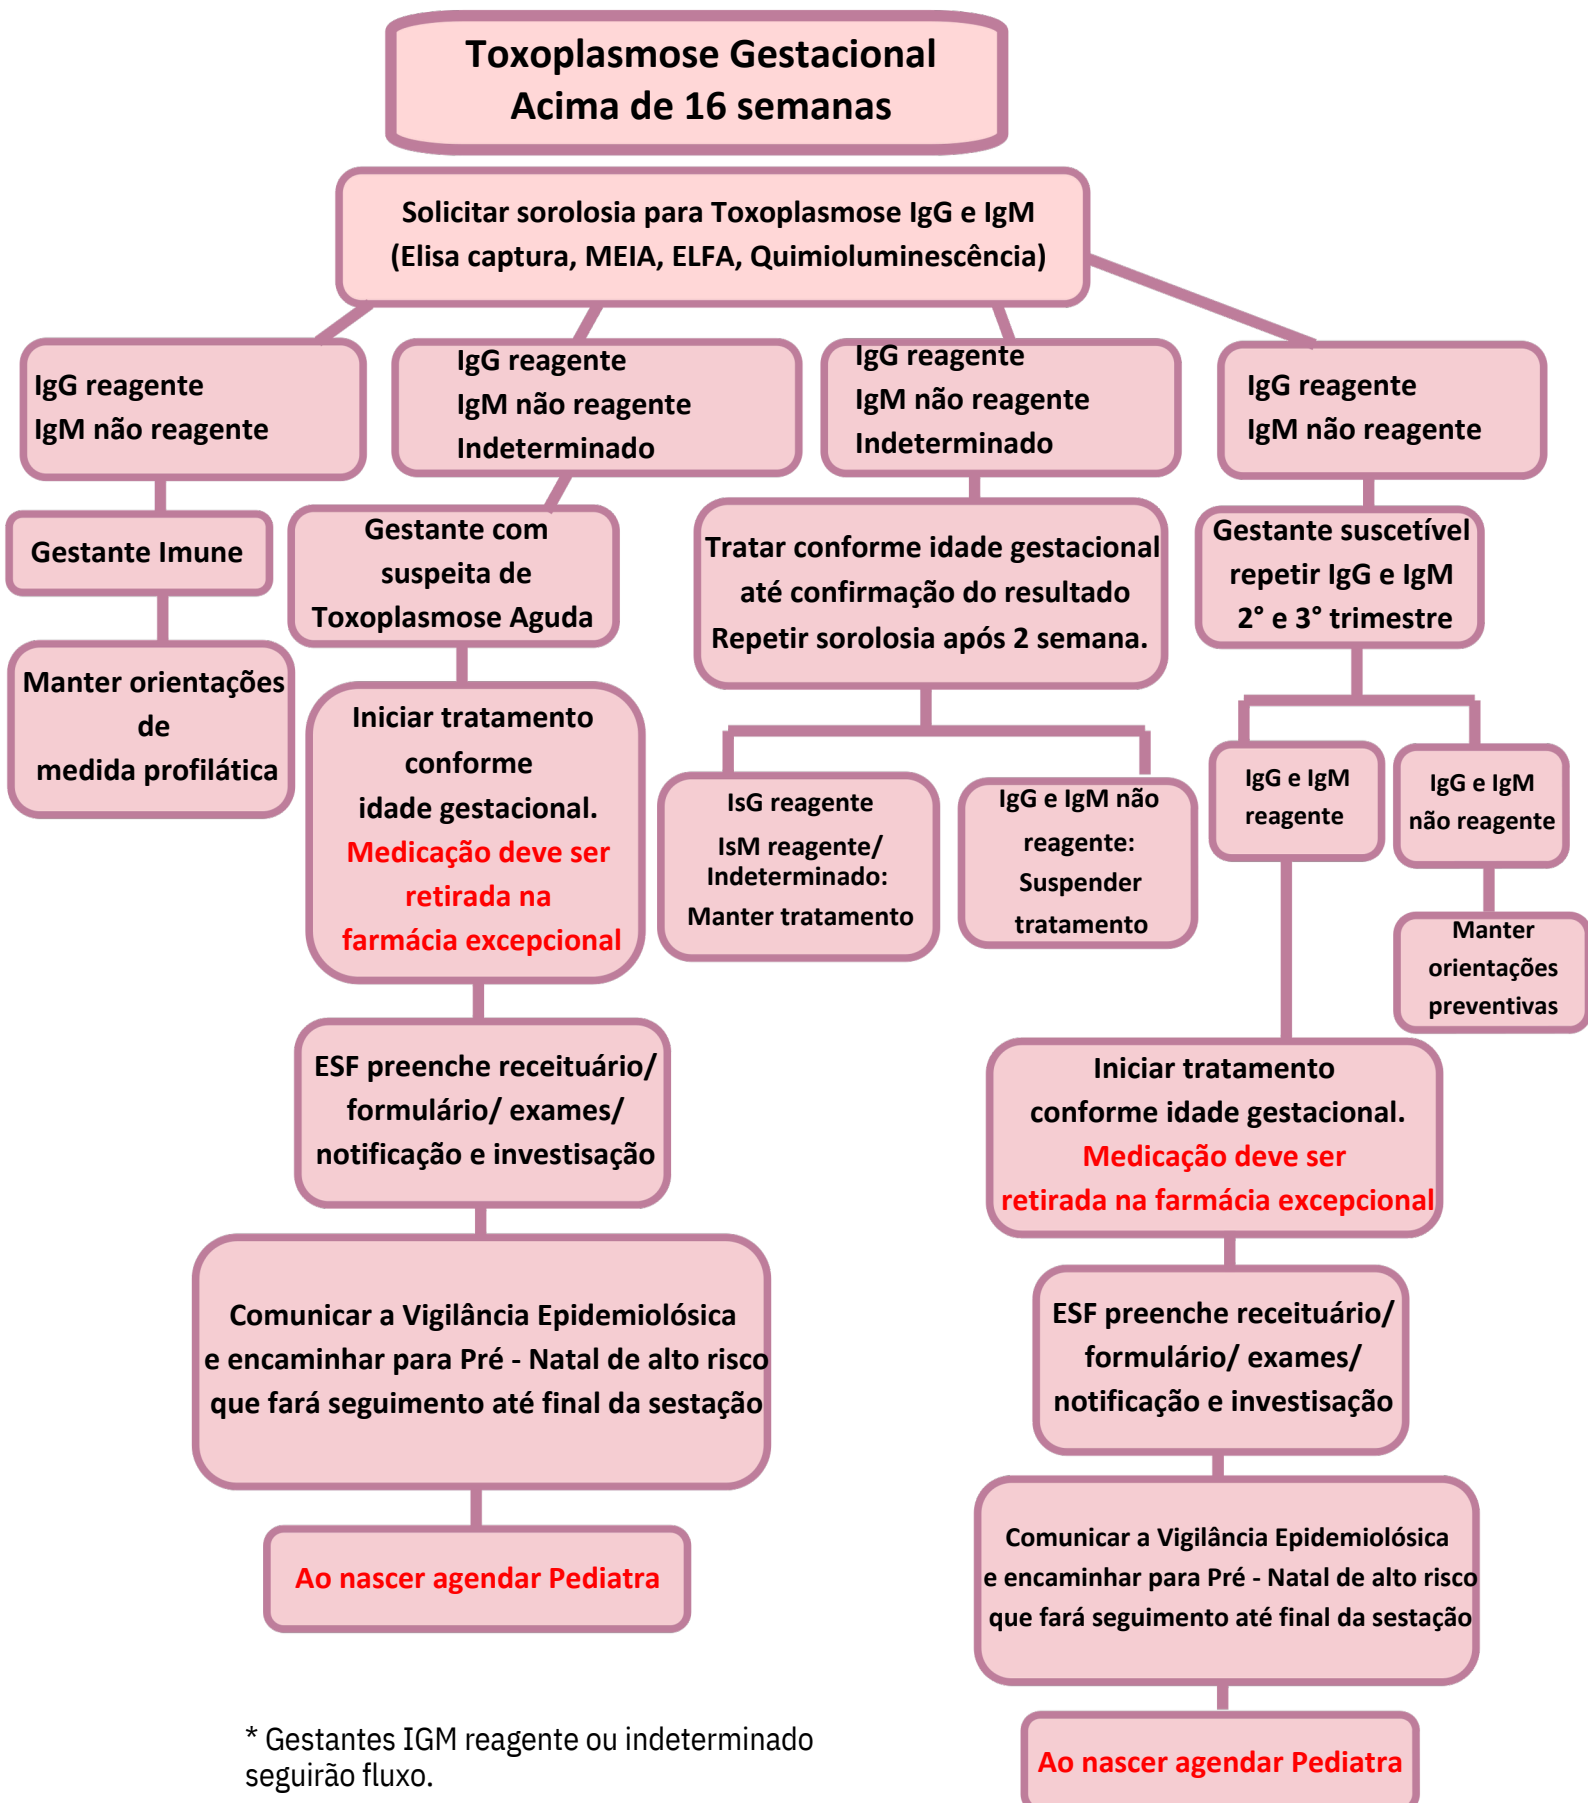 Toxoplasmose Gestacional
Acima de 16 semanas
Solicitar sorolosia para Toxoplasmose IgG e IgM
(Elisa captura, MEIA, ELFA, Quimioluminescência)
IgG reagente
IgM não reagente
IgG reagente
IgM não reagente
Indeterminado
IgG reagente
IgM não reagente
Indeterminado
IgG reagente
IgM não reagente
Gestante Imune
Manter orientações
de
medida profilática
Gestante com
suspeita de
Toxoplasmose Aguda
Iniciar tratamento
conforme
idade gestacional.
Medicação deve ser
retirada na
farmácia excepcional
ESF preenche receituário/
formulário/ exames/
notificação e investisação
Comunicar a Vigilância Epidemiolósica
e encaminhar para Pré - Natal de alto risco
que fará seguimento até final da sestação
Ao nascer agendar Pediatra
Tratar conforme idade gestacional
até confirmação do resultado
Repetir sorolosia após 2 semana.
IsG reagente
IsM reagente/
Indeterminado:
Manter tratamento
IgG e IgM não
reagente:
Suspender
tratamento
Gestante suscetível
repetir IgG e IgM
2° e 3° trimestre
IgG e IgM
reagente
IgG e IgM
não reagente
Manter
orientações
preventivas
Iniciar tratamento
conforme idade gestacional.
Medicação deve ser
retirada na farmácia excepcional
ESF preenche receituário/
formulário/ exames/
notificação e investisação
Comunicar a Vigilância Epidemiolósica
e encaminhar para Pré - Natal de alto risco
que fará seguimento até final da sestação
Ao nascer agendar Pediatra
* Gestantes IGM reagente ou indeterminado
seguirão fluxo.